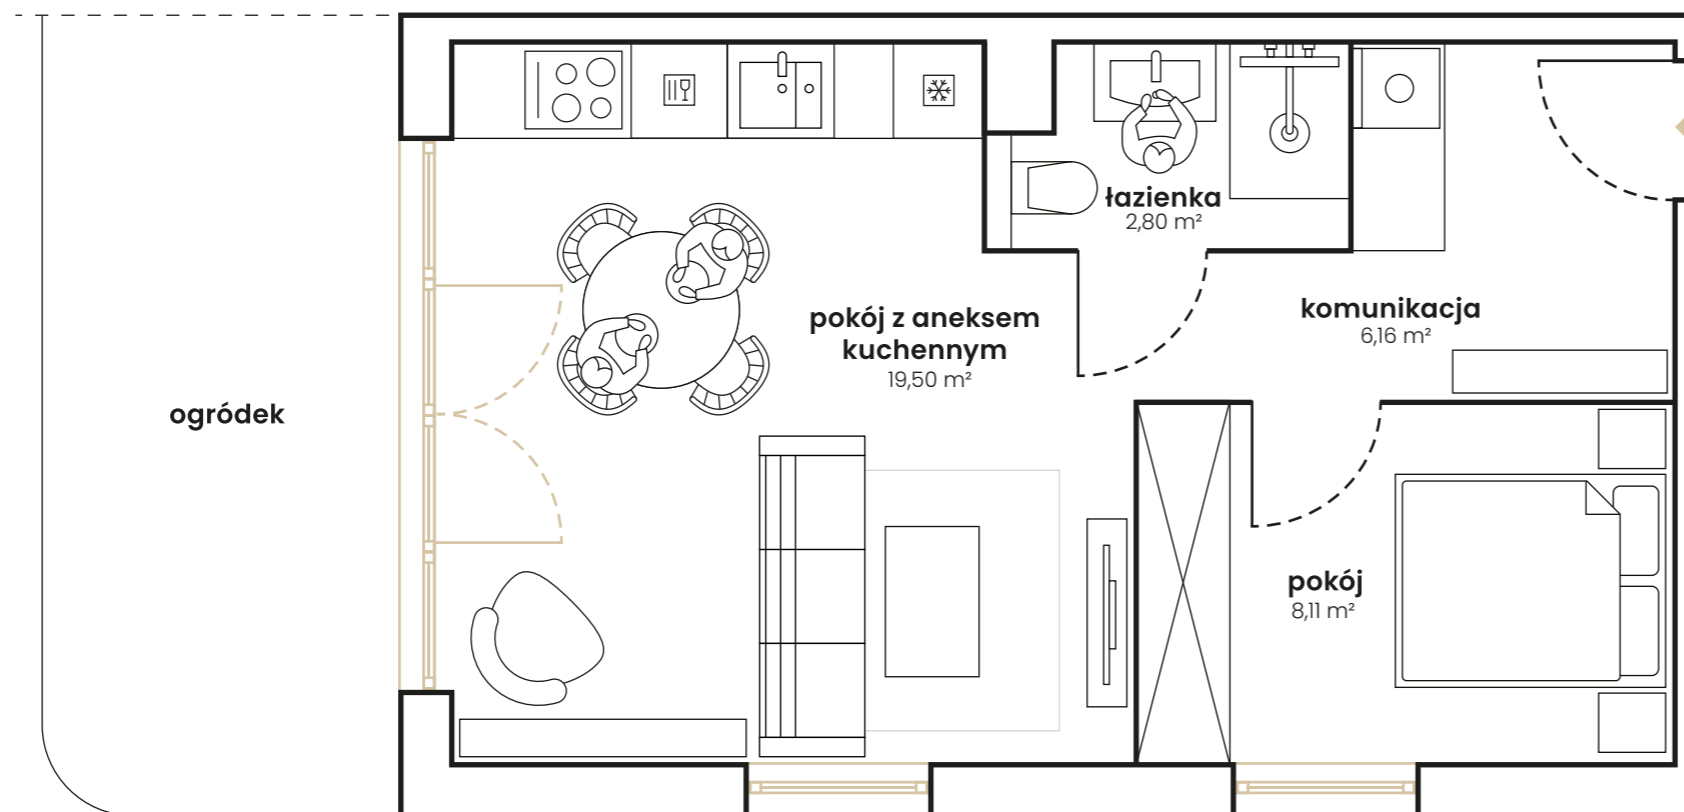 łazienka
2,80 m²
komunikacja
6,16 m²
pokój z aneksem
kuchennym
19,50 m²
ogródek
pokój
8,11 m²